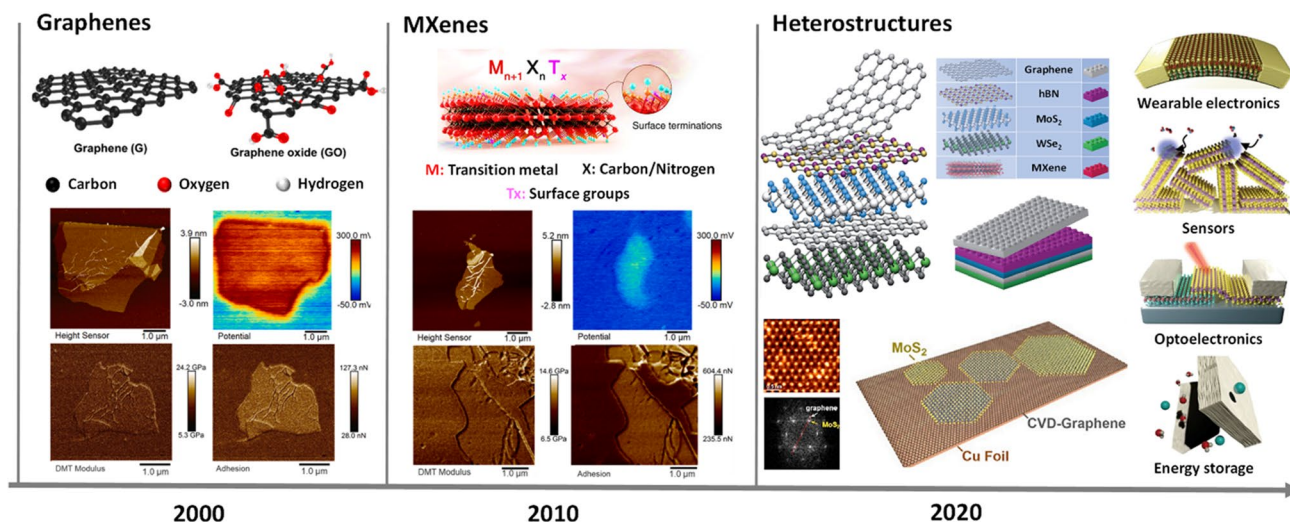 Graphenes
Graphene (G)
Graphene oxide (GO)
Carbon
Oxygen
Hydrogen
3.9 nm
-3.0 nm
Height Sensor
1.0 µm
300.0 mV
-50.0 mV
Potential
1.0 µm
24.2 GPa
5.3 GPa
DMT Modulus
1.0 µm
127.3 nN
28.0 nN
Adhesion
1.0 µm
MXenes
Mn+1 Xn Tx
Surface terminations
M: Transition metal
X: Carbon/Nitrogen
Tx: Surface groups
5.2 nm
-2.8 nm
Height Sensor
1.0 µm
300.0 mV
-50.0 mV
Potential
1.0 µm
14.6 GPa
6.5 GPa
DMT Modulus
1.0 µm
604.4 nN
235.5 nN
Adhesion
1.0 µm
Heterostructures
Graphene
hBN
MoS2
WSe2
MXene
graphene
MoS2
MoS2
CVD-Graphene
Cu Foil
Wearable electronics
Sensors
Optoelectronics
Energy storage
2000
2010
2020